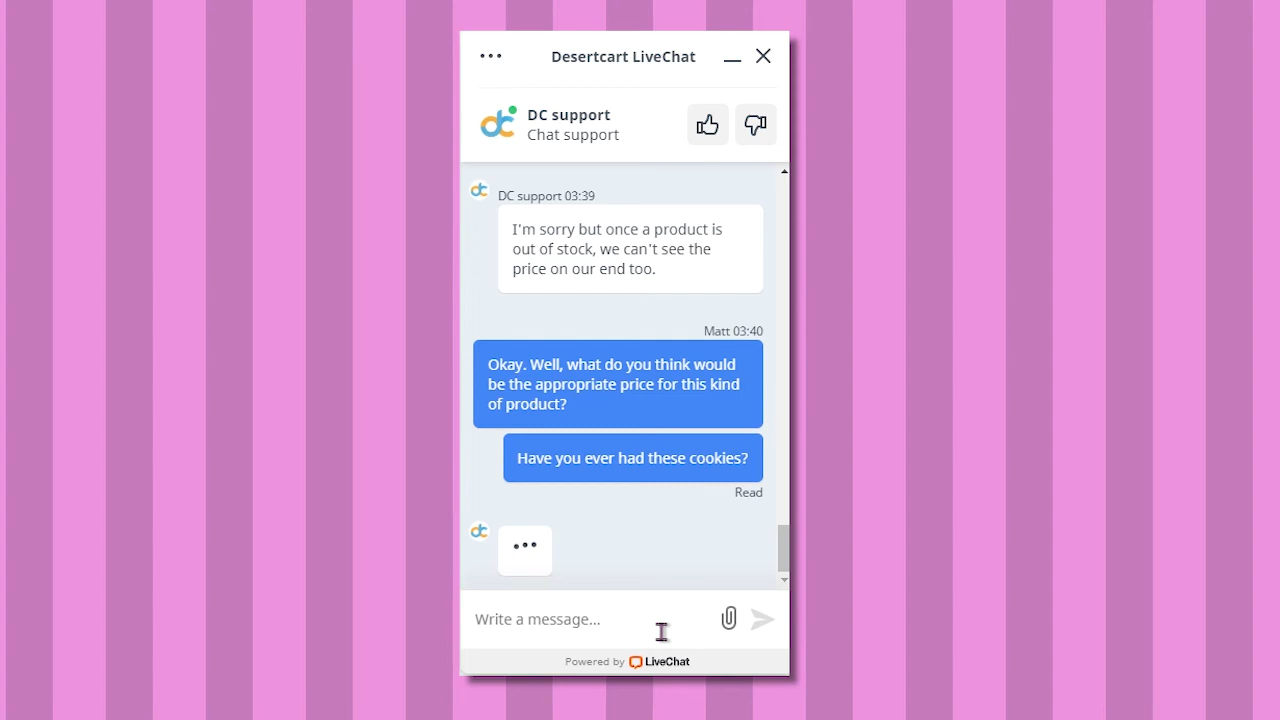 Desertcart LiveChat
DC support
Chat support
DC support 03:39
I'm sorry but once a product is
out of stock, we can't see the
price on our end too.
Matt 03:40
Okay. Well, what do you think would
be the appropriate price for this kind
of product?
Have you ever had these cookies?
Read
Write a message...
Powered by LiveChat